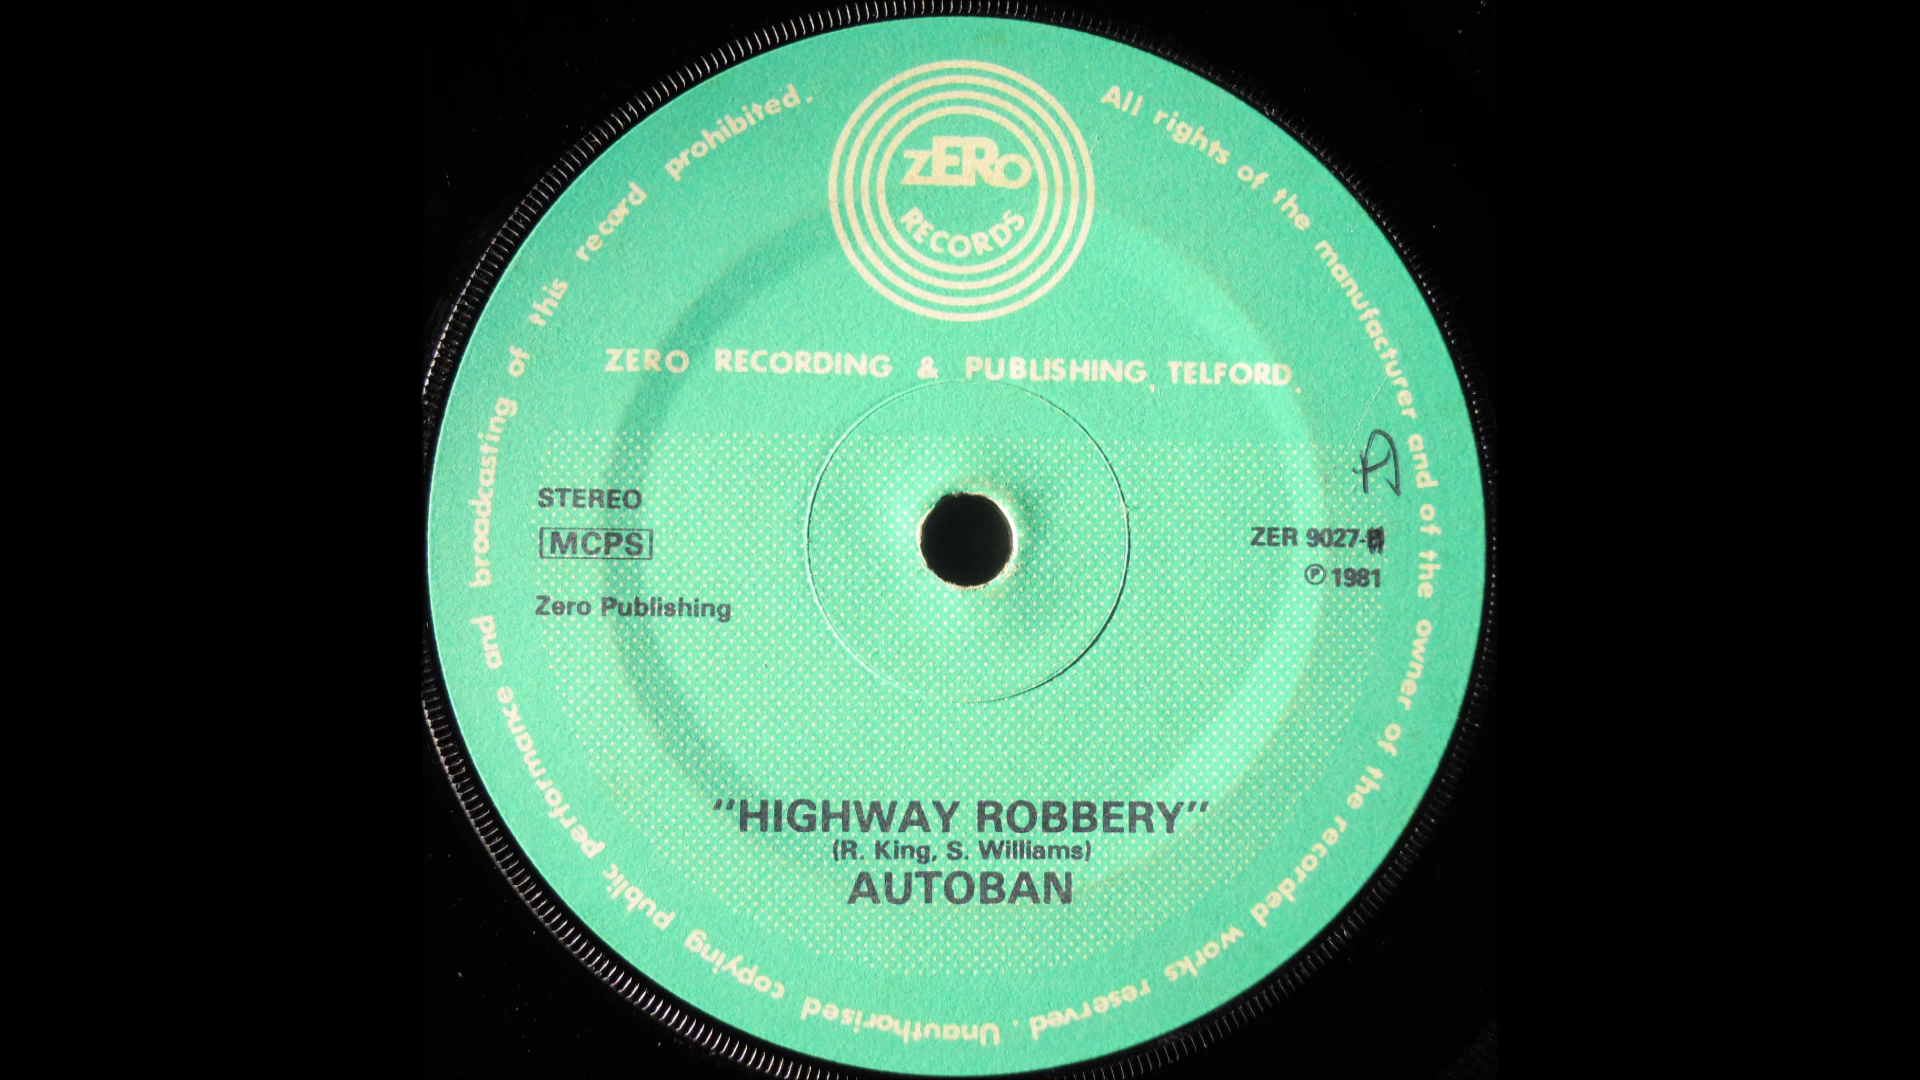 ZERO
RECORDS
All rights of the manufacturer and of the owner of the recorded works reserved. Unauthorised copying public performance and broadcasting of this record prohibited.
ZERO RECORDING & PUBLISHING, TELFORD.
STEREO
MCPS
Zero Publishing
ZER 9027-
℗ 1981
"HIGHWAY ROBBERY"
(R. King, S. Williams)
AUTOBAN